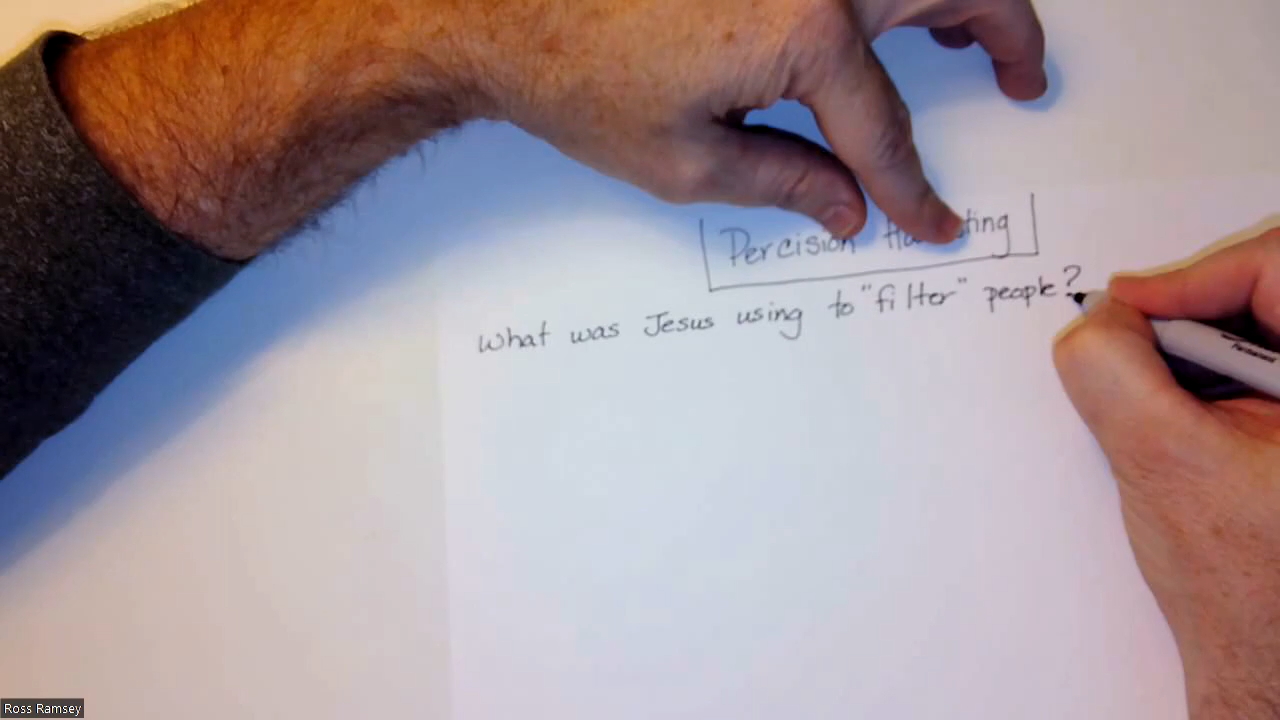 Percision
What was Jesus using to "filter" people?
Ross Ramsey